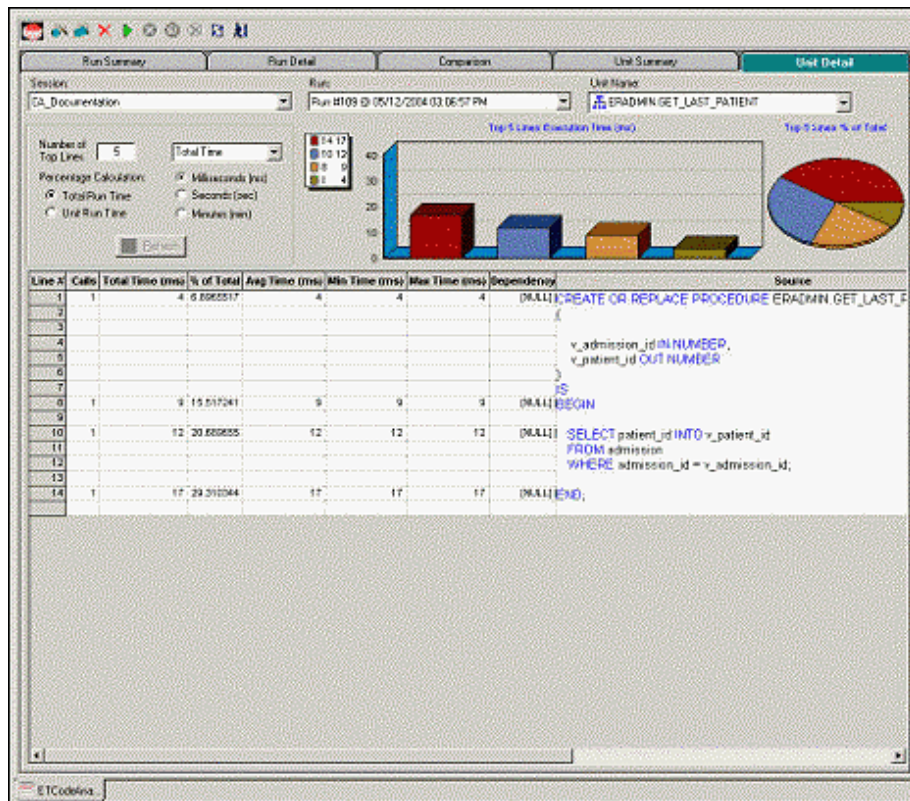 Run Summary Run Detail Comparison Unit Summary Unit Detail
Session: Run: Unit Name:
CA_Documentation Run #109 @ 05/12/2004 03:06:57 PM ERADMIN.GET_LAST_PATIENT
Top 5 Lines Execution Time (ms) Top 5 Lines % of Total
Number of Top Lines 5 Total Time
Percentage Calculation: Milliseconds (ms)
Total Run Time Seconds (sec)
Unit Run Time Minutes (min)
Refresh
14 17
10 12
8 9
1 4
40
30
20
10
0
Line # Calls Total Time (ms) % of Total Avg Time (ms) Min Time (ms) Max Time (ms) Dependency Source
1 1 4 6.8965517 4 4 4 [NULL] CREATE OR REPLACE PROCEDURE ERADMIN.GET_LAST_P
2 (
3
4 v_admission_id IN NUMBER,
5 v_patient_id OUT NUMBER
6 )
7 IS
8 1 9 15.517241 9 9 9 [NULL] BEGIN
9
10 1 12 20.689655 12 12 12 [NULL] SELECT patient_id INTO v_patient_id
11 FROM admission
12 WHERE admission_id = v_admission_id;
13
14 1 17 29.310344 17 17 17 [NULL] END;
ETCodeAna...